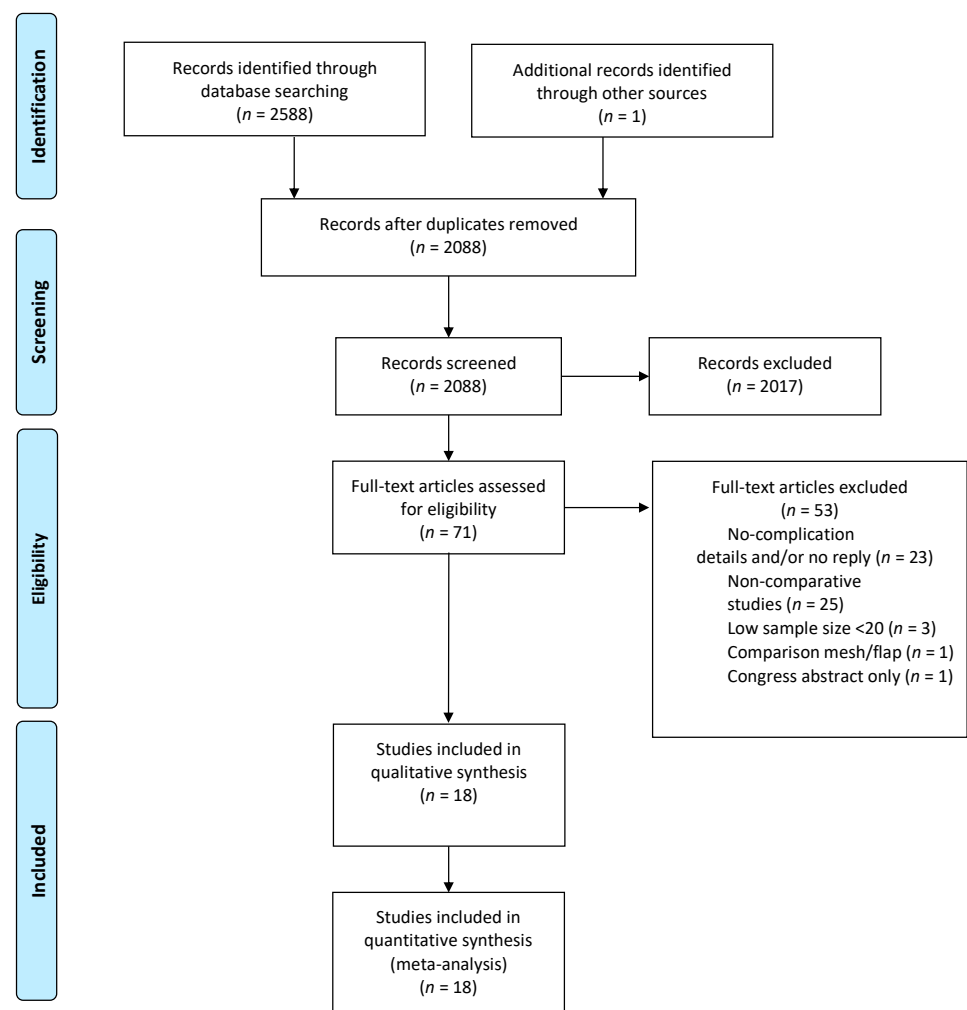 Identification
Records identified through
database searching
(n = 2588)
Additional records identified
through other sources
(n = 1)
Records after duplicates removed
(n = 2088)
Screening
Records screened
(n = 2088)
Records excluded
(n = 2017)
Eligibility
Full-text articles assessed
for eligibility
(n = 71)
Full-text articles excluded
(n = 53)
No-complication
details and/or no reply (n = 23)
Non-comparative
studies (n = 25)
Low sample size <20 (n = 3)
Comparison mesh/flap (n = 1)
Congress abstract only (n = 1)
Included
Studies included in
qualitative synthesis
(n = 18)
Studies included in
quantitative synthesis
(meta-analysis)
(n = 18)